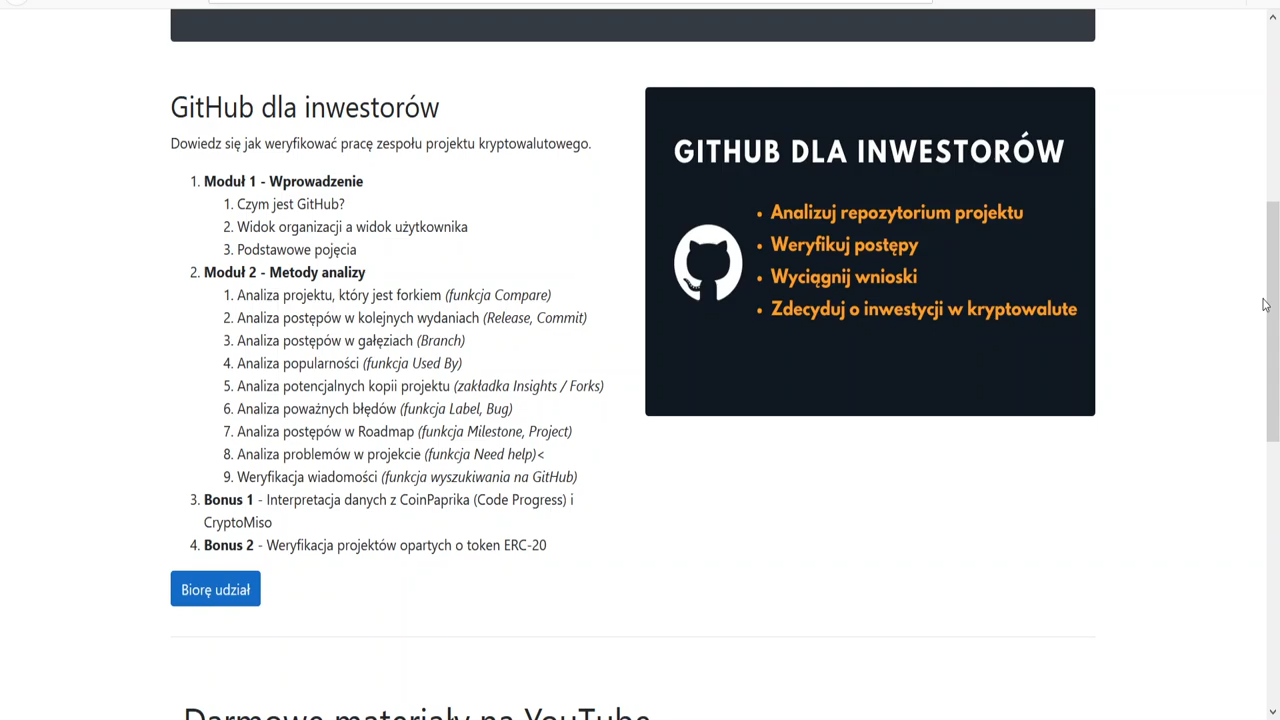 GitHub dla inwestorów
Dowiedz się jak weryfikować pracę zespołu projektu kryptowalutowego.
1. Moduł 1 - Wprowadzenie
1. Czym jest GitHub?
2. Widok organizacji a widok użytkownika
3. Podstawowe pojęcia
2. Moduł 2 - Metody analizy
1. Analiza projektu, który jest forkiem (funkcja Compare)
2. Analiza postępów w kolejnych wydaniach (Release, Commit)
3. Analiza postępów w gałęziach (Branch)
4. Analiza popularności (funkcja Used By)
5. Analiza potencjalnych kopii projektu (zakładka Insights / Forks)
6. Analiza poważnych błędów (funkcja Label, Bug)
7. Analiza postępów w Roadmap (funkcja Milestone, Project)
8. Analiza problemów w projekcie (funkcja Need help)<
9. Weryfikacja wiadomości (funkcja wyszukiwania na GitHub)
3. Bonus 1 - Interpretacja danych z CoinPaprika (Code Progress) i
CryptoMiso
4. Bonus 2 - Weryfikacja projektów opartych o token ERC-20
Biorę udział
GITHUB DLA INWESTORÓW
• Analizuj repozytorium projektu
• Weryfikuj postępy
• Wyciągnij wnioski
• Zdecyduj o inwestycji w kryptowalute
Darmowe materiały na YouTube